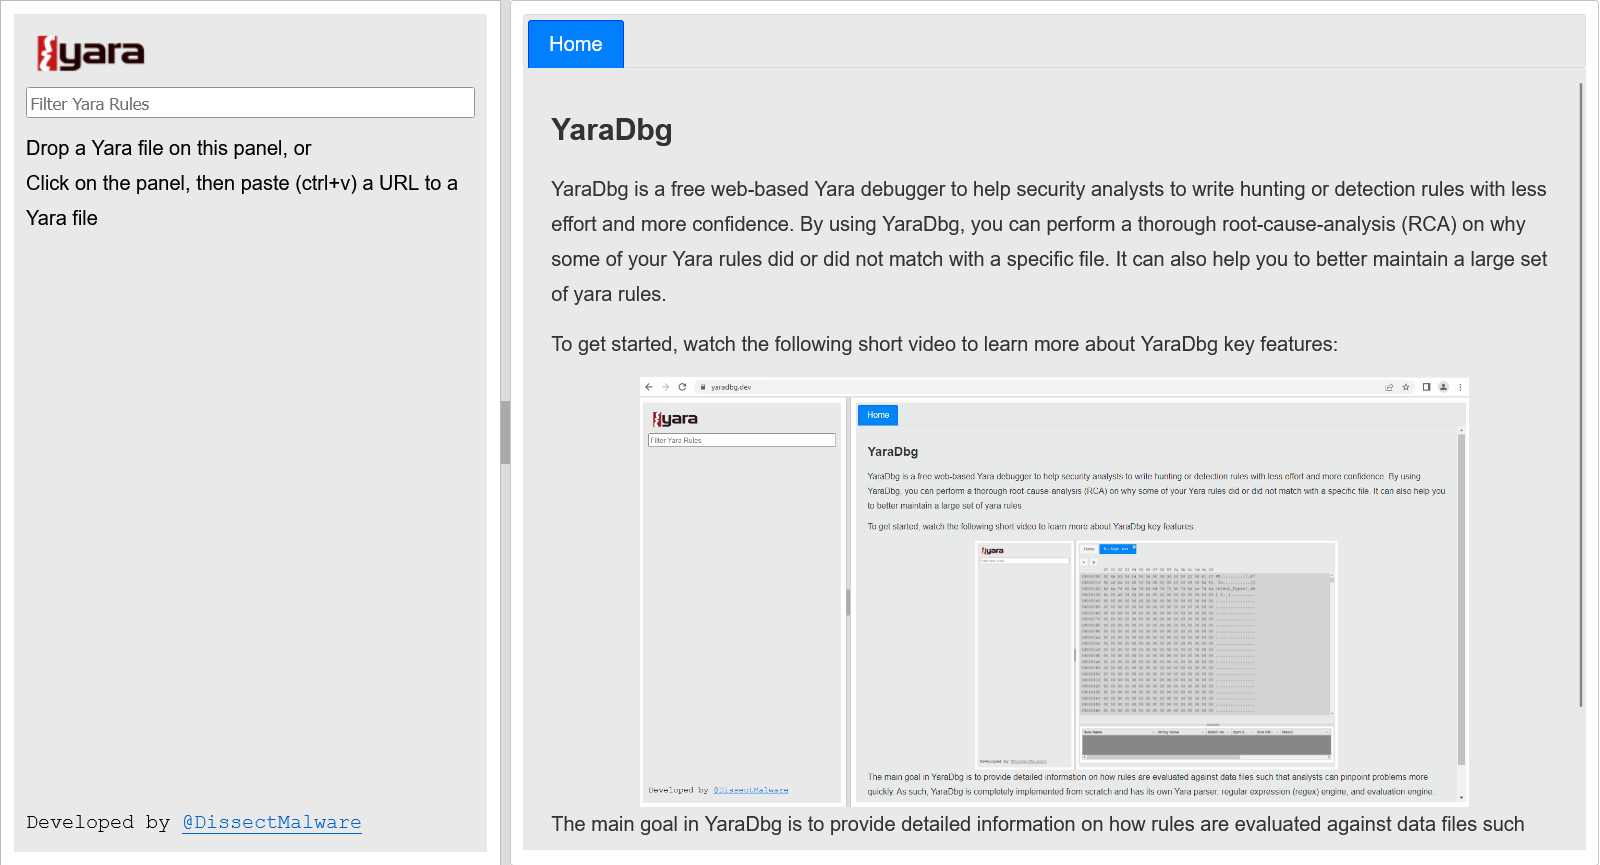 yara
Filter Yara Rules
Drop a Yara file on this panel, or
Click on the panel, then paste (ctrl+v) a URL to a
Yara file
Developed by @DissectMalware
Home
YaraDbg
YaraDbg is a free web-based Yara debugger to help security analysts to write hunting or detection rules with less
effort and more confidence. By using YaraDbg, you can perform a thorough root-cause-analysis (RCA) on why
some of your Yara rules did or did not match with a specific file. It can also help you to better maintain a large set
of yara rules.
To get started, watch the following short video to learn more about YaraDbg key features:
yaradbg.dev
yara
Filter Yara Rules
Developed by @DissectMalware
Home
YaraDbg
YaraDbg is a free web-based Yara debugger to help security analysts to write hunting or detection rules with less effort and more confidence. By using
YaraDbg, you can perform a thorough root-cause-analysis (RCA) on why some of your Yara rules did or did not match with a specific file. It can also help you
to better maintain a large set of yara rules.
To get started, watch the following short video to learn more about YaraDbg key features:
yara
Developed by @DissectMalware
The main goal in YaraDbg is to provide detailed information on how rules are evaluated against data files such that analysts can pinpoint problems more
quickly. As such, YaraDbg is completely implemented from scratch and has its own Yara parser, regular expression (regex) engine, and evaluation engine.
The main goal in YaraDbg is to provide detailed information on how rules are evaluated against data files such